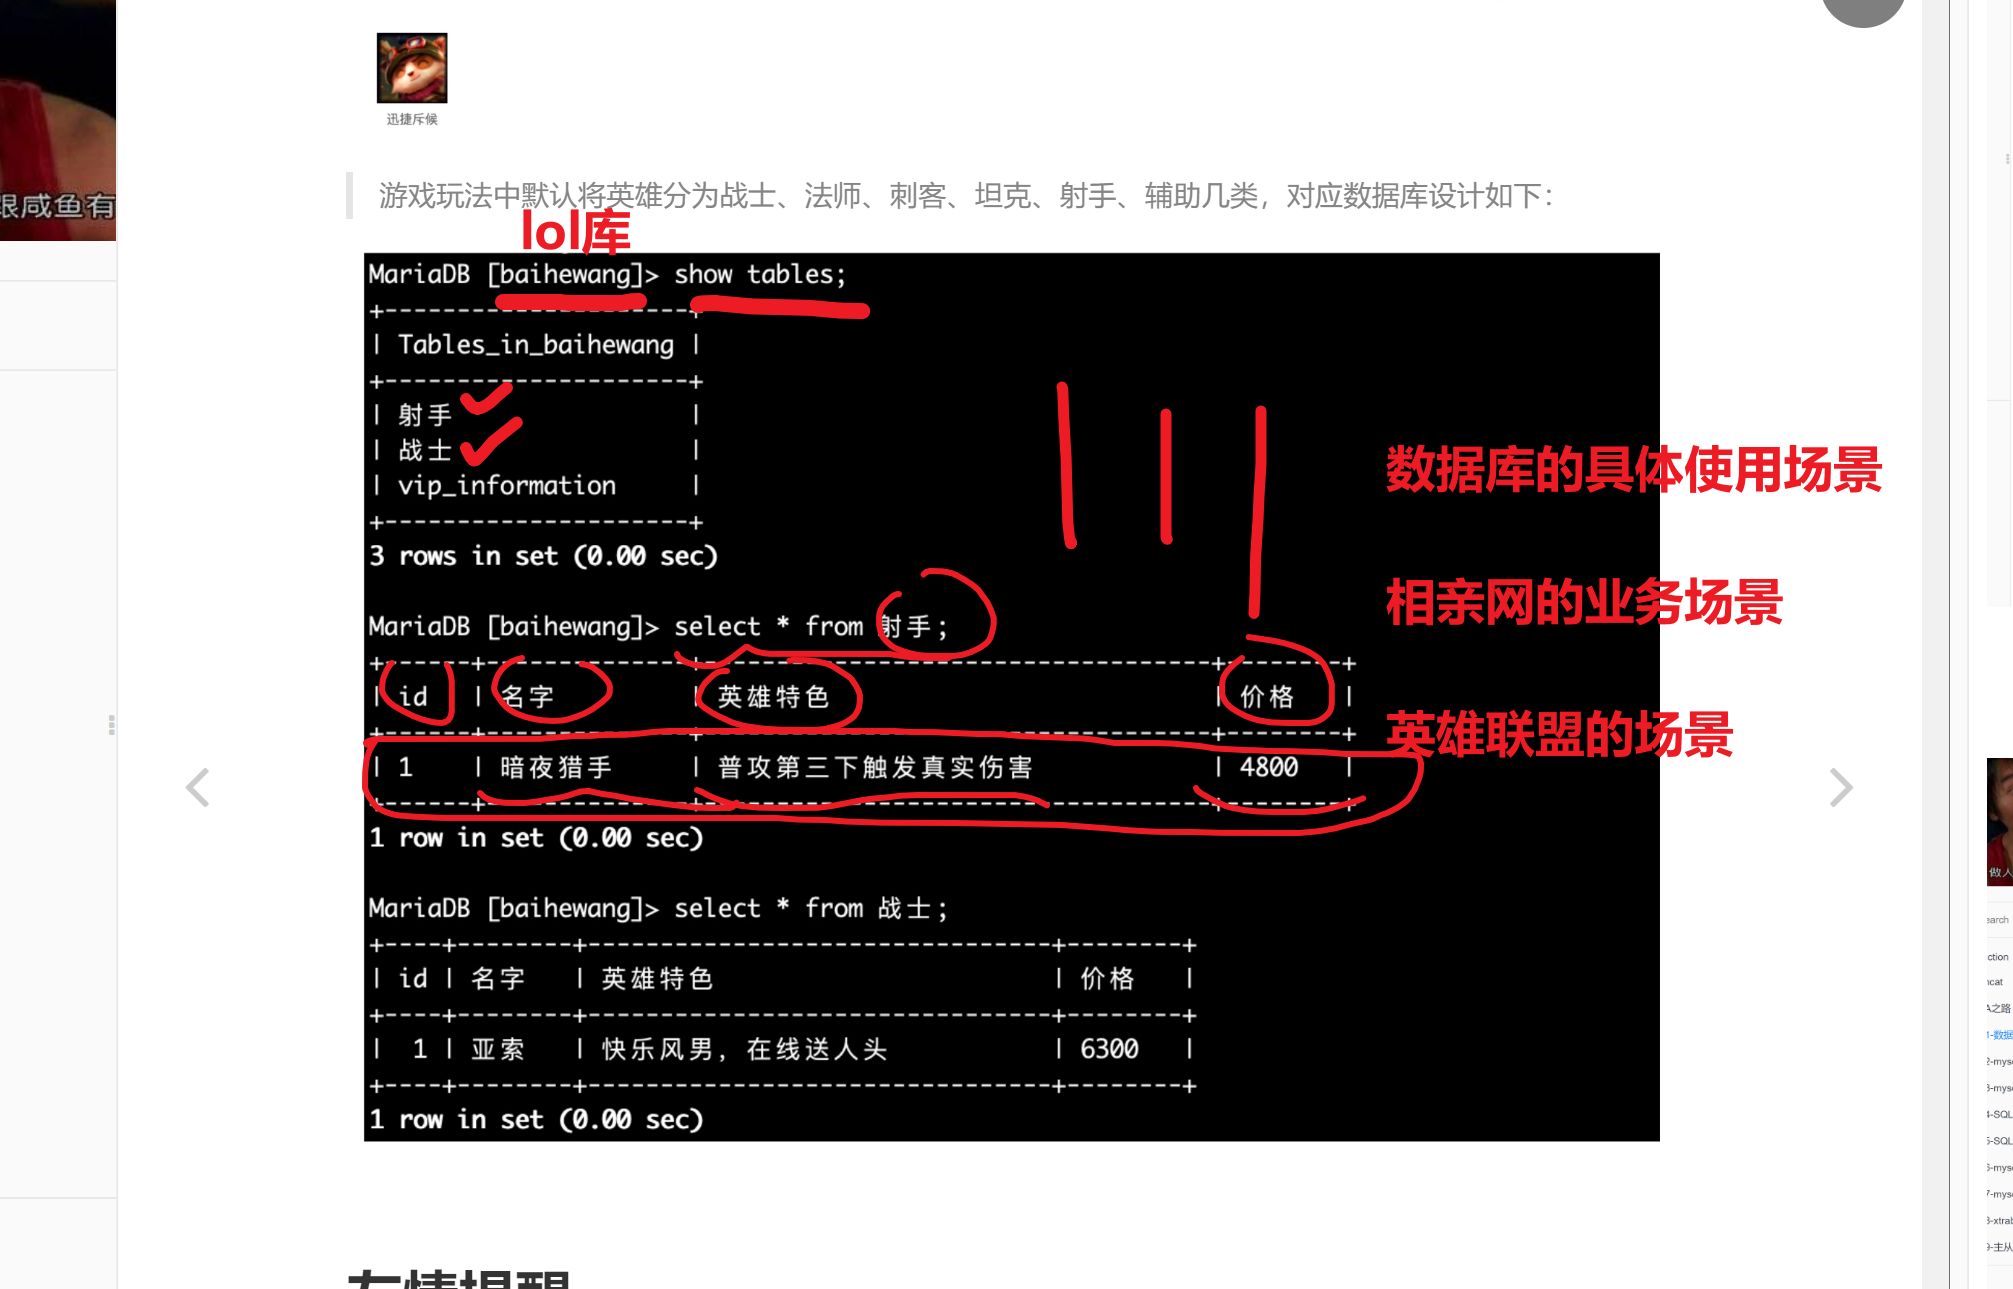 迅捷斥候
跟咸鱼有
游戏玩法中默认将英雄分为战士、法师、刺客、坦克、射手、辅助几类，对应数据库设计如下：
lol库
MariaDB [baihewang]> show tables;
+---------------------+
| Tables_in_baihewang |
+---------------------+
| 射手 |
| 战士 |
| vip_information |
+---------------------+
3 rows in set (0.00 sec)
数据库的具体使用场景
相亲网的业务场景
英雄联盟的场景
MariaDB [baihewang]> select * from 射手;
| id | 名字 | 英雄特色 | 价格 |
| 1 | 暗夜猎手 | 普攻第三下触发真实伤害 | 4800 |
1 row in set (0.00 sec)
MariaDB [baihewang]> select * from 战士;
+----+--------+--------------------------------+--------+
| id | 名字 | 英雄特色 | 价格 |
+----+--------+--------------------------------+--------+
| 1 | 亚索 | 快乐风男，在线送人头 | 6300 |
+----+--------+--------------------------------+--------+
1 row in set (0.00 sec)
友情提醒
做人
earch
ction
ncat
A之路
1-数据
2-mys
3-mys
4-SQL
5-SQL
6-mys
7-mys
8-xtra
9-主从